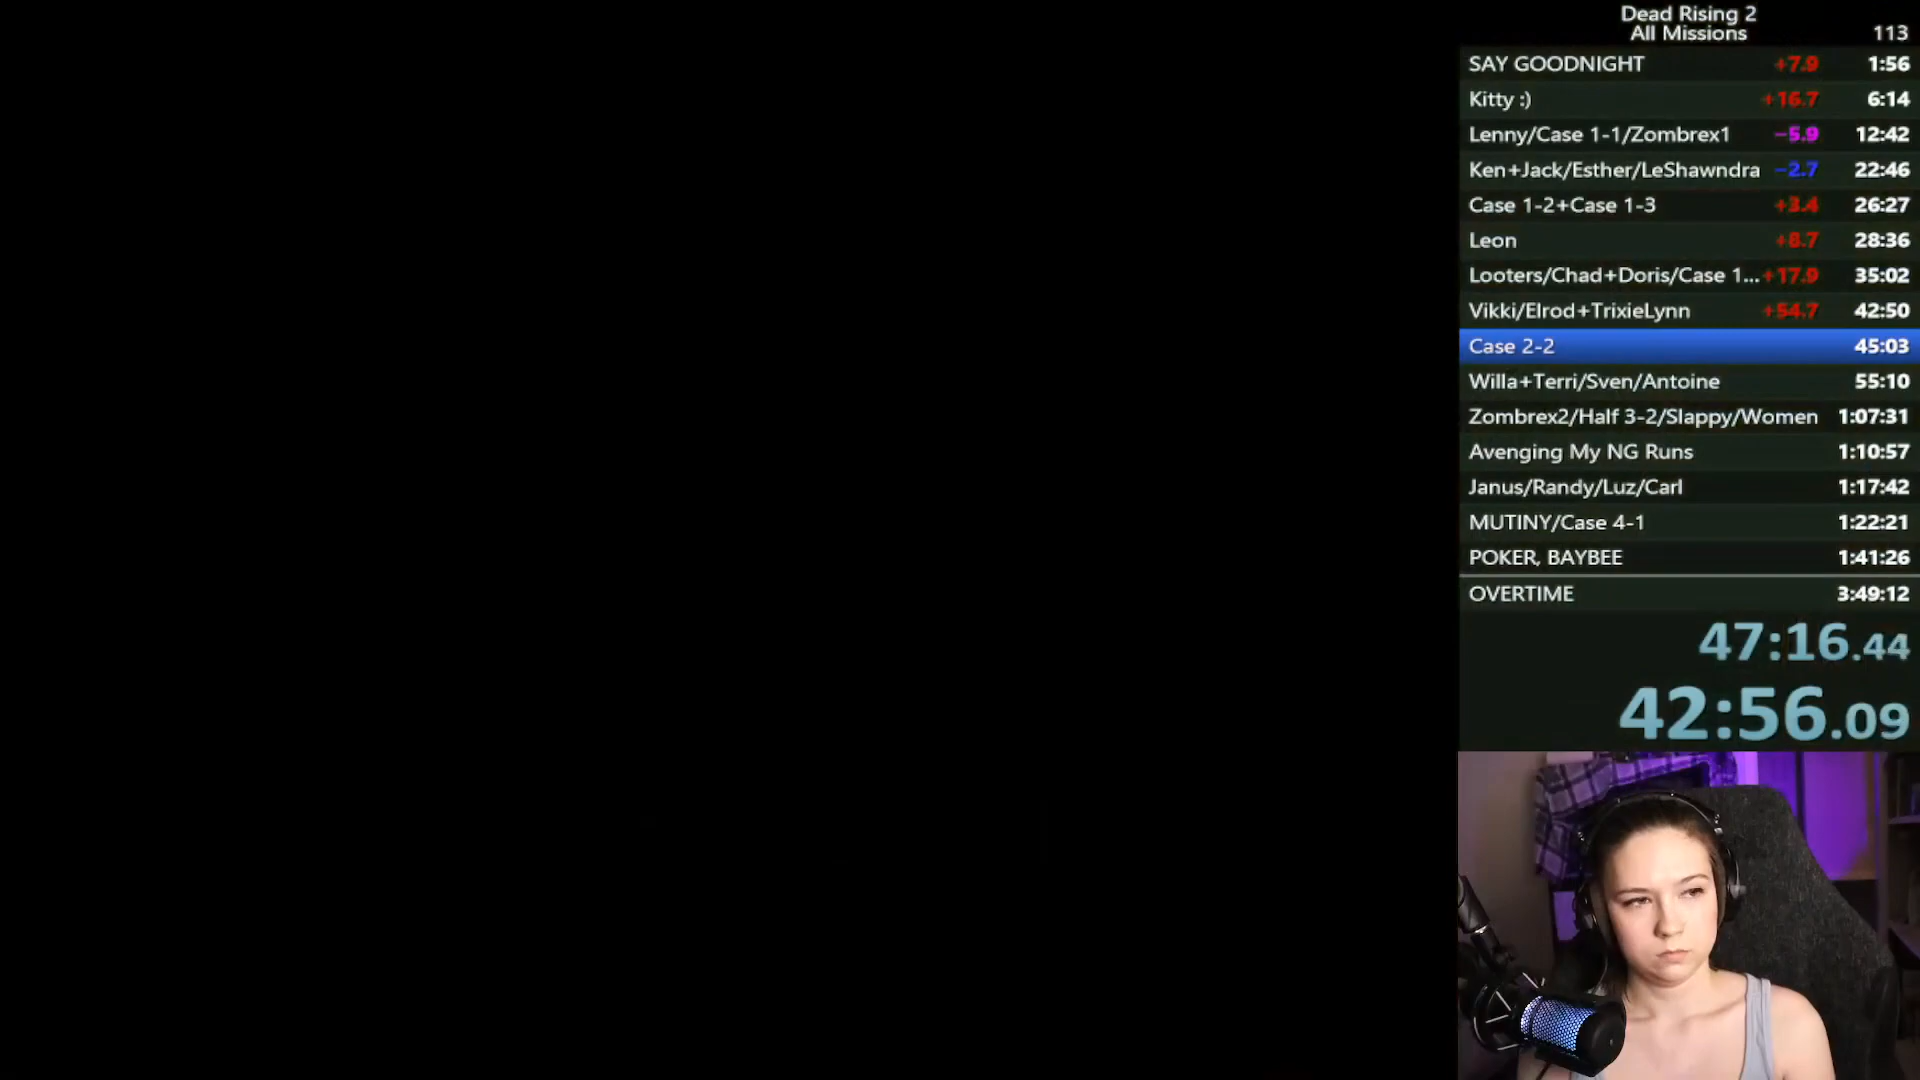 Dead Rising 2
All Missions 113
SAY GOODNIGHT +7.9 1:56
Kitty :) +16.7 6:14
Lenny/Case 1-1/Zombrex1 −5.9 12:42
Ken+Jack/Esther/LeShawndra −2.7 22:46
Case 1-2+Case 1-3 +3.4 26:27
Leon +8.7 28:36
Looters/Chad+Doris/Case 1... +17.9 35:02
Vikki/Elrod+TrixieLynn +54.7 42:50
Case 2-2 45:03
Willa+Terri/Sven/Antoine 55:10
Zombrex2/Half 3-2/Slappy/Women 1:07:31
Avenging My NG Runs 1:10:57
Janus/Randy/Luz/Carl 1:17:42
MUTINY/Case 4-1 1:22:21
POKER, BAYBEE 1:41:26
OVERTIME 3:49:12
47:16.44
42:56.09